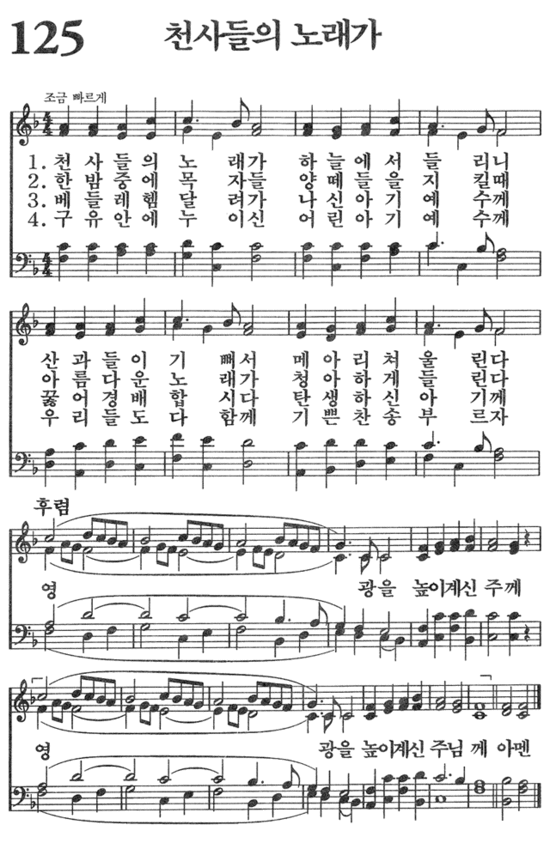 125 천사들의 노래가
조금 빠르게
1. 천 사 들 의 노 래가 하 늘 에 서 들 리니
2. 한 밤 중 에 목 자들 양 떼 들 을 지 킬때
3. 베 들 레 헴 달 려가 나 신 아 기 예 수께
4. 구 유 안 에 누 이신 어 린 아 기 예 수께
산 과 들 이 기 뻐서 메 아 리 쳐 울 린다
아 름 다 운 노 래가 청 아 하 게 들 린다
꿇 어 경 배 합 시다 탄 생 하 신 아 기
우 리 들 도 다 함께 기 쁜 찬 송 부 르자
후렴
영 광을 높이계신 주께
영 광을 높이계신 주님 께 아멘